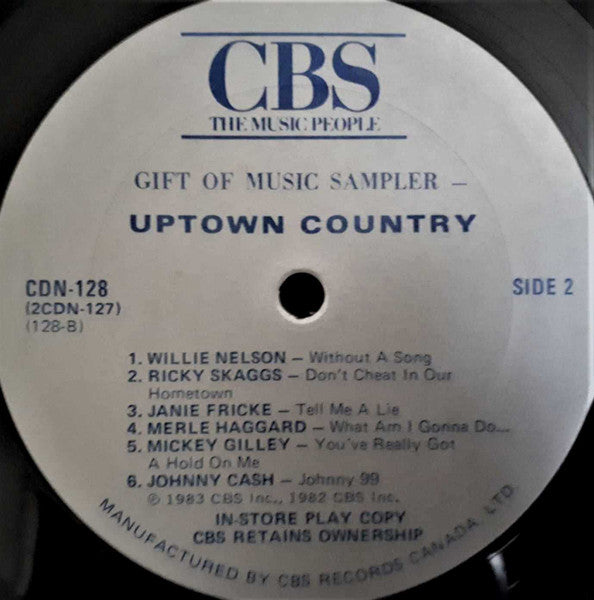 CBS
THE MUSIC PEOPLE
GIFT OF MUSIC SAMPLER –
UPTOWN COUNTRY
CDN-128
(2CDN-127)
(128-B)
SIDE 2
1. WILLIE NELSON – Without A Song
2. RICKY SKAGGS – Don't Cheat In Our
Hometown
3. JANIE FRICKE – Tell Me A Lie
4. MERLE HAGGARD – What Am I Gonna Do...
5. MICKEY GILLEY – You've Really Got
A Hold On Me
6. JOHNNY CASH – Johnny 99
℗ 1983 CBS Inc., 1982 CBS Inc.
IN-STORE PLAY COPY
CBS RETAINS OWNERSHIP
MANUFACTURED BY CBS RECORDS CANADA LTD.